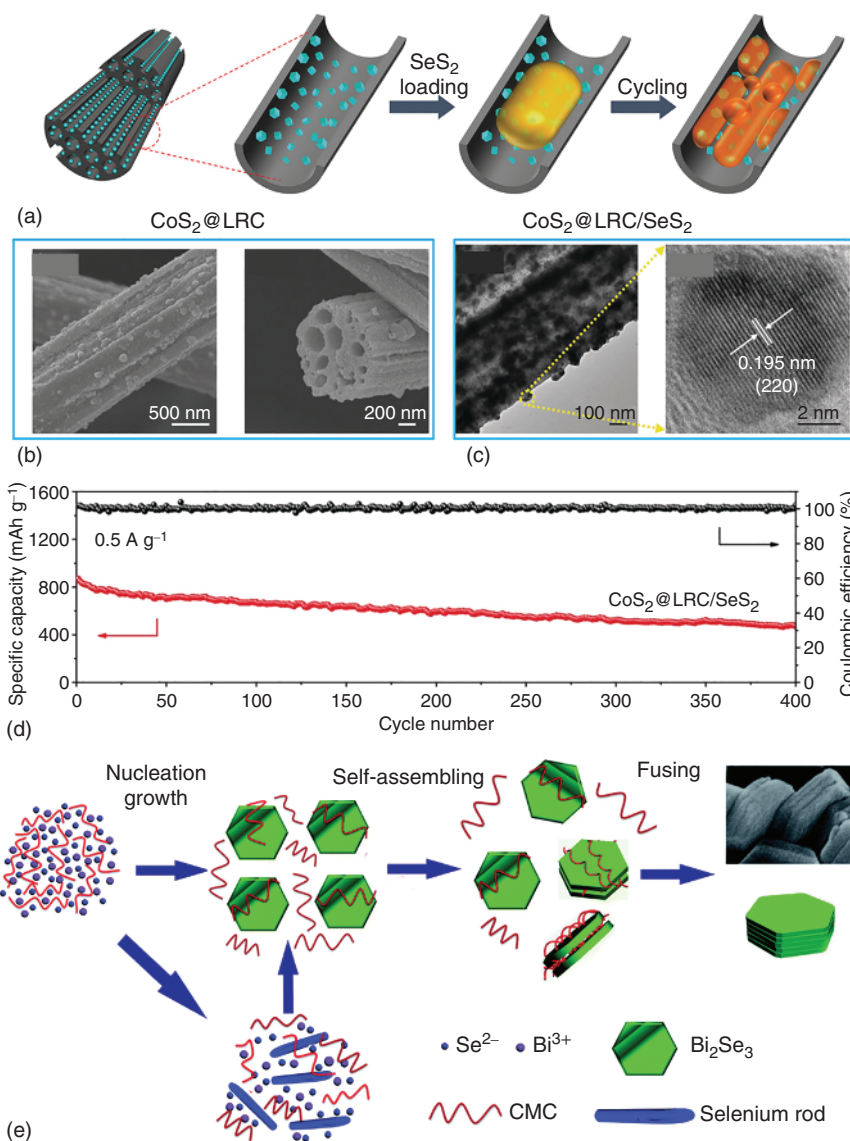 SeS₂
loading
Cycling
(a)
CoS₂@LRC
CoS₂@LRC/SeS₂
500 nm
200 nm
100 nm
0.195 nm
(220)
2 nm
(b)
(c)
Specific capacity (mAh g⁻¹)
1600
1200
800
400
0
0.5 A g⁻¹
CoS₂@LRC/SeS₂
100
80
60
40
20
0
Coulombic efficiency (%)
0 50 100 150 200 250 300 350 400
Cycle number
(d)
Nucleation
growth
Self-assembling
Fusing
Se²⁻
Bi³⁺
Bi₂Se₃
CMC
Selenium rod
(e)